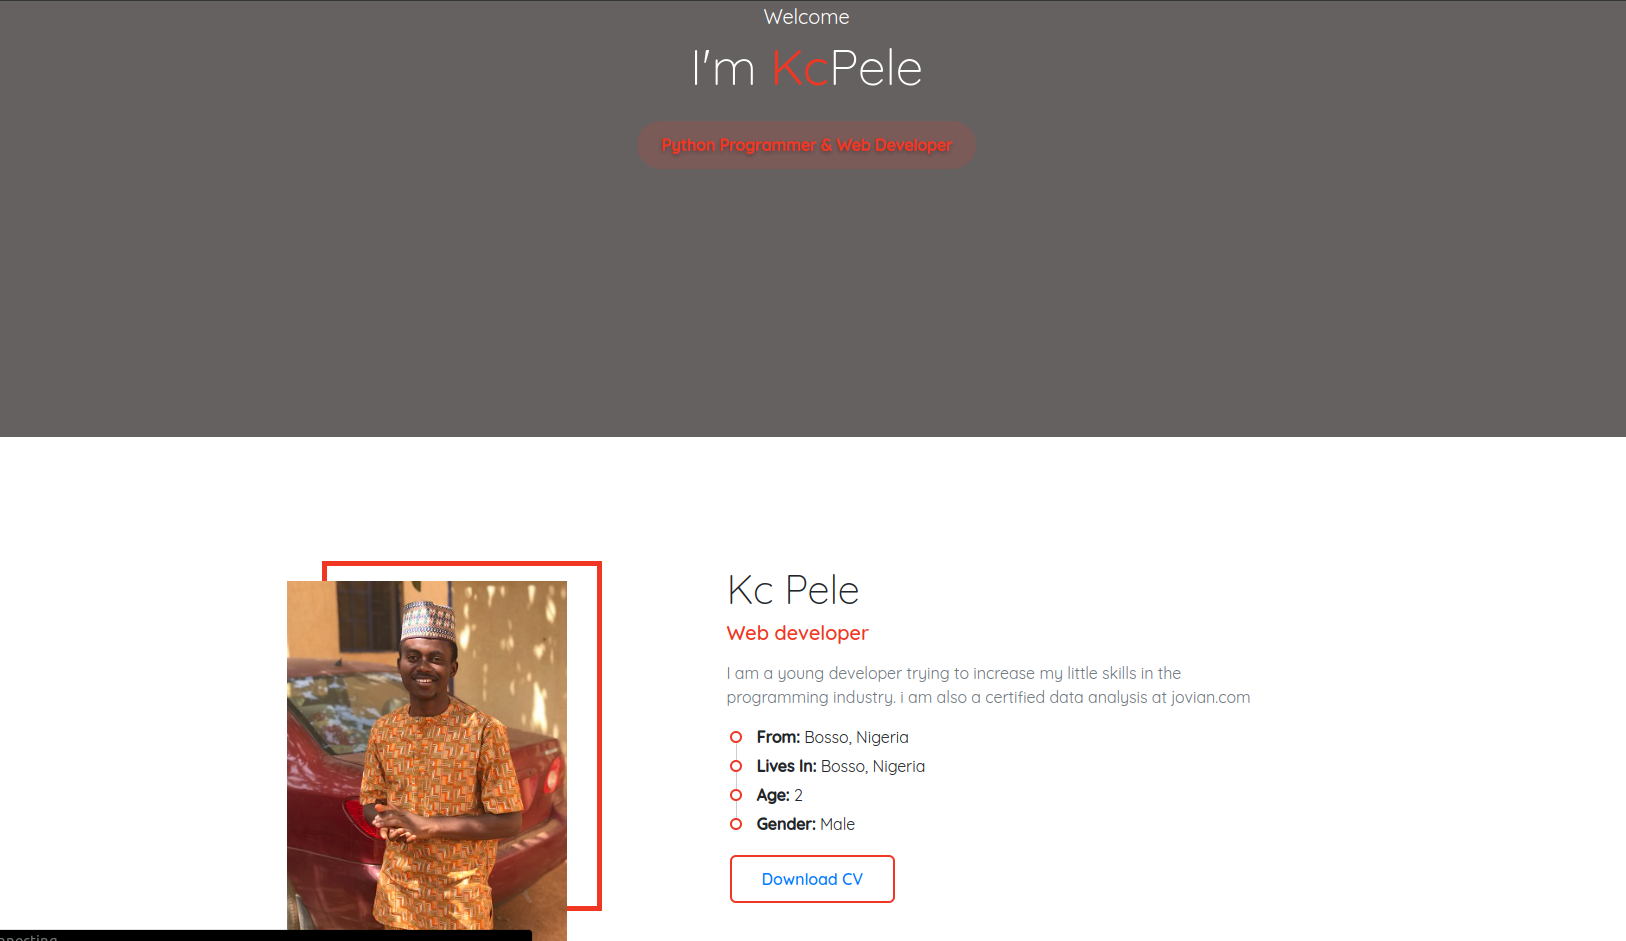 Welcome
I'm KcPele
Python Programmer & Web Developer
Kc Pele
Web developer
I am a young developer trying to increase my little skills in the
programming industry. i am also a certified data analysis at jovian.com
From: Bosso, Nigeria
Lives In: Bosso, Nigeria
Age: 2
Gender: Male
Download CV